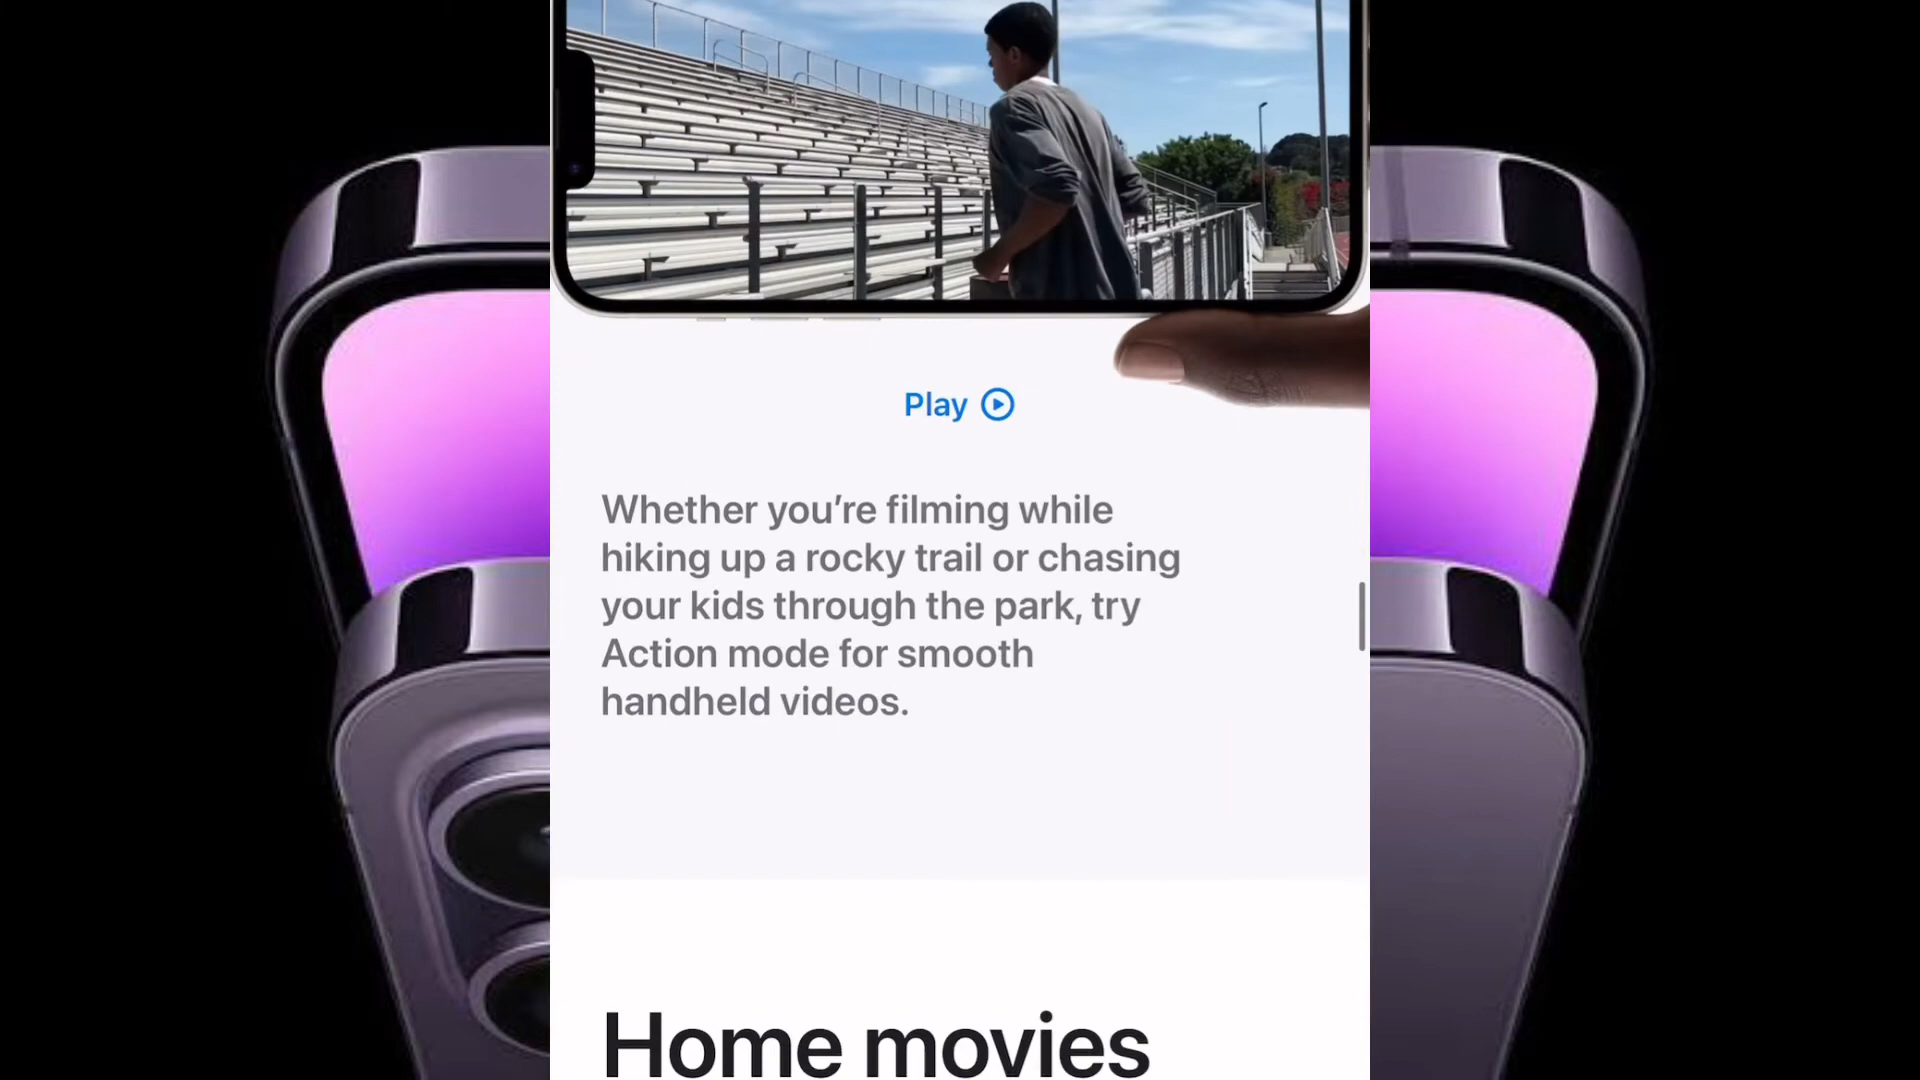 Play
Whether you’re filming while
hiking up a rocky trail or chasing
your kids through the park, try
Action mode for smooth
handheld videos.
Home movies